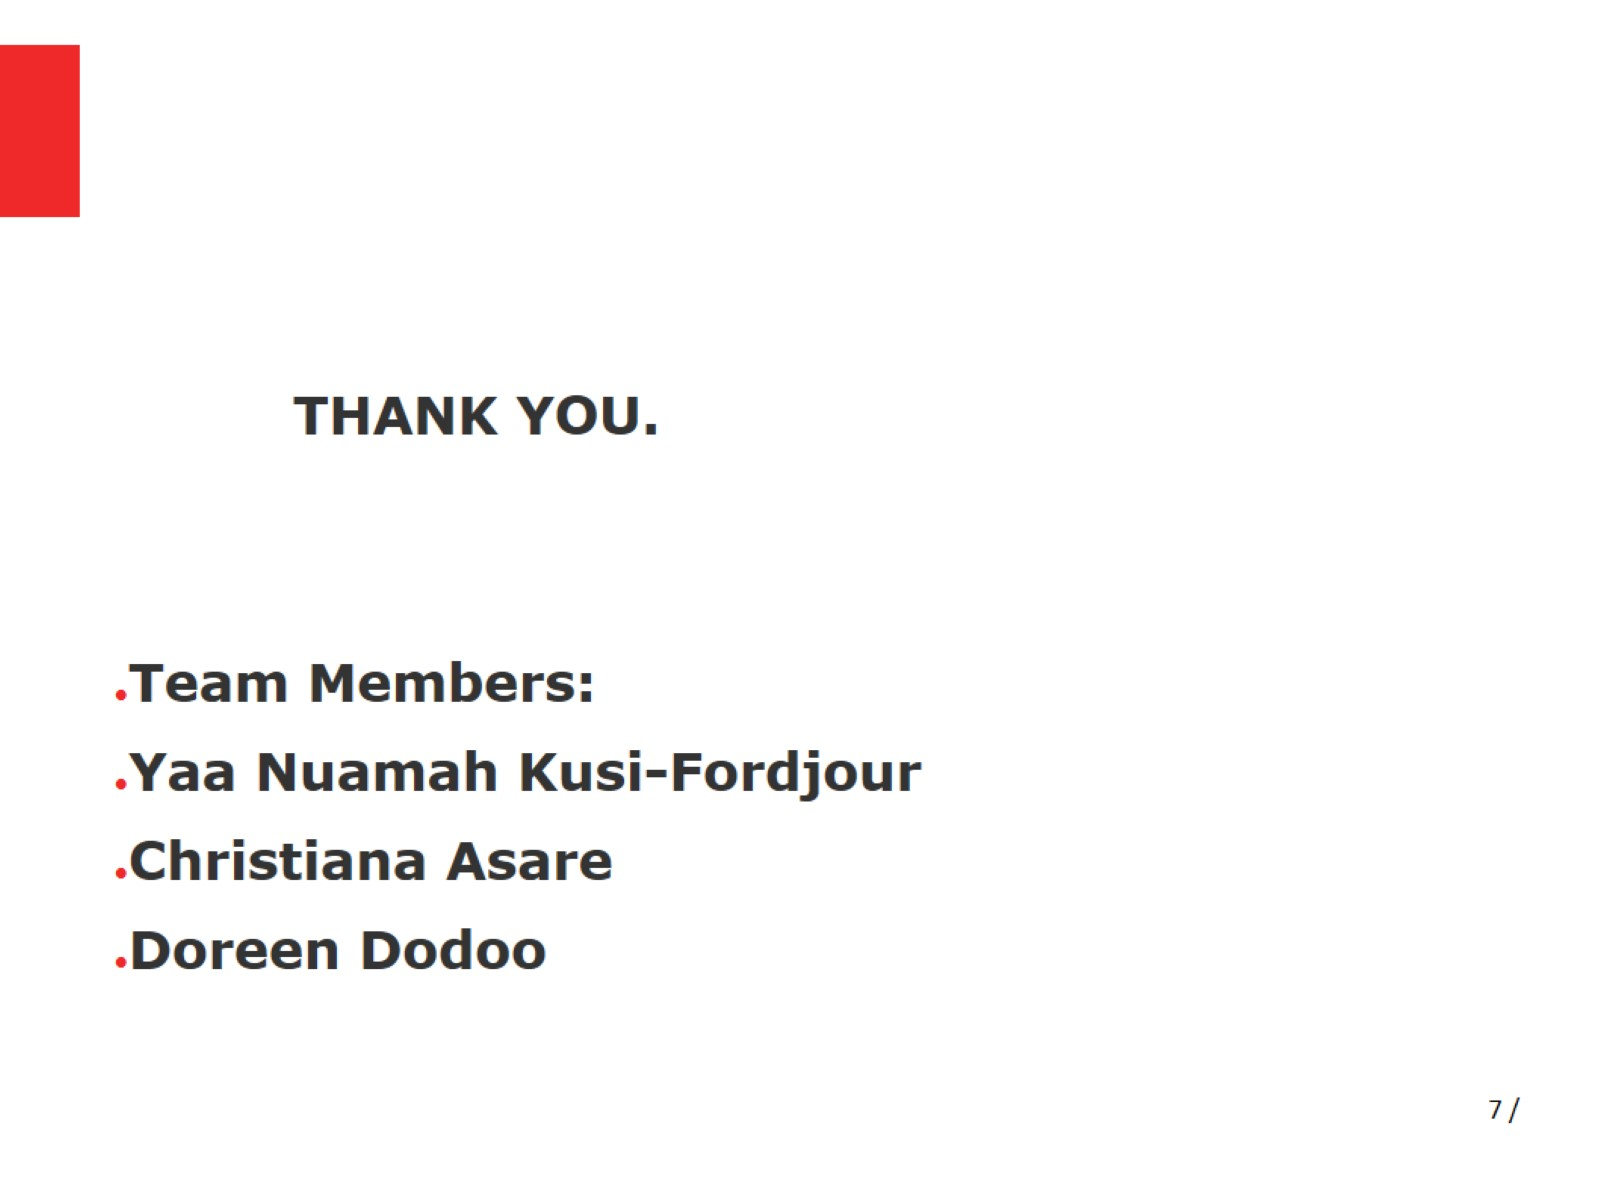 THANK YOU.
•Team Members:
•Yaa Nuamah Kusi-Fordjour
•Christiana Asare
•Doreen Dodoo
7 /